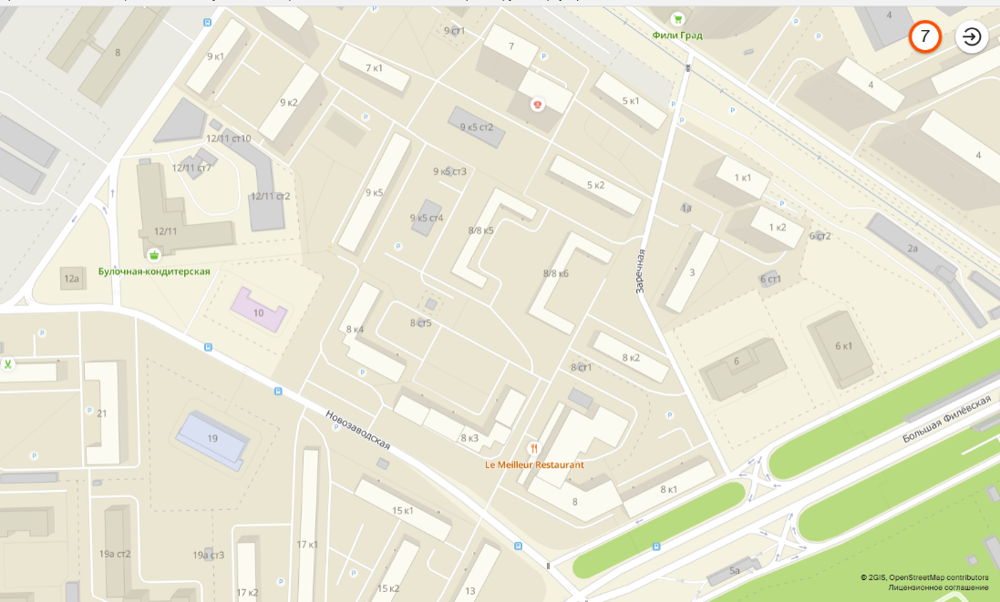 8
9 к1
9 к2
7 к1
9 ст1
7
5 к1
Фили Град
4
7
4
4
12/11 ст10
12/11 ст7
12/11 ст2
12/11
12а
Булочная-кондитерская
10
9 к5 ст2
9 к5 ст3
9 к5
9 к5 ст4
5 к2
8/8 к5
8/8 к6
Заречная
1 к1
1а
1 к2
6 ст2
2а
3
6 ст1
6
6 к1
8 к4
8 ст5
8 к2
8 ст1
21
19
Новозаводская
8 к3
Le Meilleur Restaurant
8
8 к1
Большая Филёвская
15 к1
17 к1
19а ст2
19а ст3
17 к2
15 к2
13
5а
© 2GIS, OpenStreetMap contributors
Лицензионное соглашение